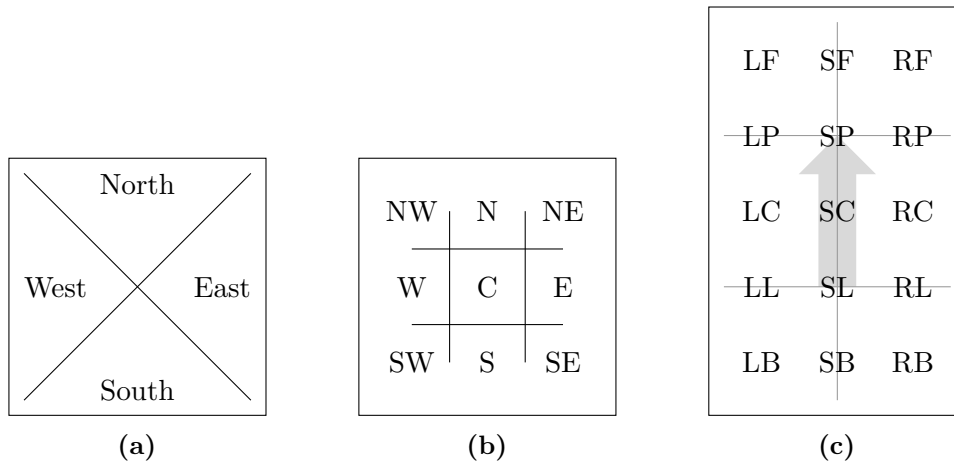 North
West East
South
(a)
NW N NE
W C E
SW S SE
(b)
LF SF RF
LP SP RP
LC SC RC
LL SL RL
LB SB RB
(c)